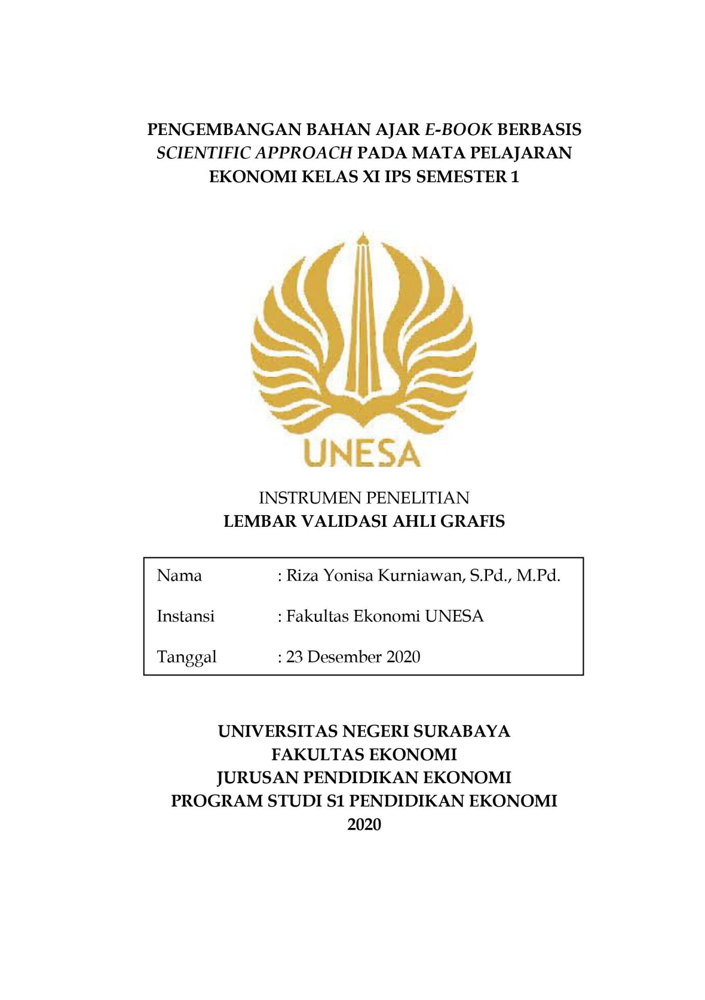 PENGEMBANGAN BAHAN AJAR E-BOOK BERBASIS
SCIENTIFIC APPROACH PADA MATA PELAJARAN
EKONOMI KELAS XI IPS SEMESTER 1
UNESA
INSTRUMEN PENELITIAN
LEMBAR VALIDASI AHLI GRAFIS
Nama : Riza Yonisa Kurniawan, S.Pd., M.Pd.
Instansi : Fakultas Ekonomi UNESA
Tanggal : 23 Desember 2020
UNIVERSITAS NEGERI SURABAYA
FAKULTAS EKONOMI
JURUSAN PENDIDIKAN EKONOMI
PROGRAM STUDI S1 PENDIDIKAN EKONOMI
2020